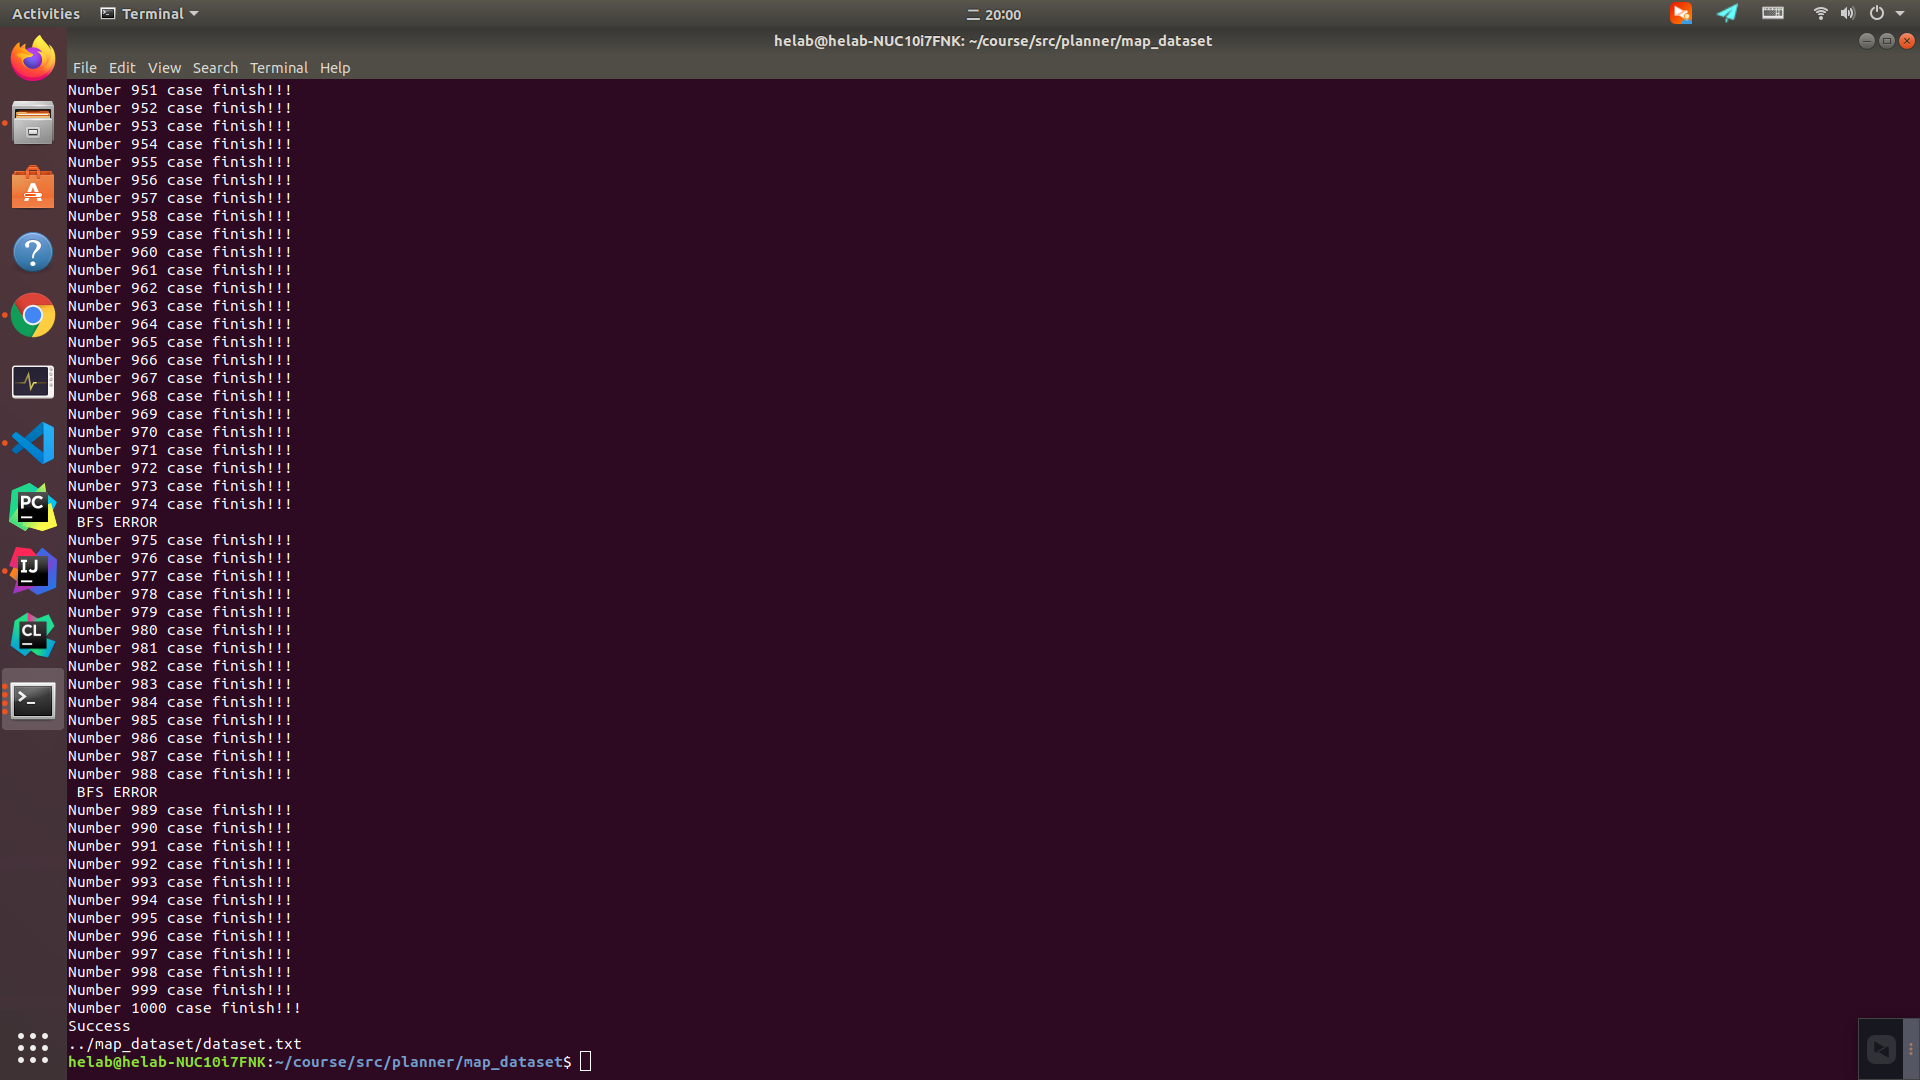 Activities Terminal 二 20:00
helab@helab-NUC10i7FNK: ~/course/src/planner/map_dataset
File Edit View Search Terminal Help
Number 951 case finish!!!
Number 952 case finish!!!
Number 953 case finish!!!
Number 954 case finish!!!
Number 955 case finish!!!
Number 956 case finish!!!
Number 957 case finish!!!
Number 958 case finish!!!
Number 959 case finish!!!
Number 960 case finish!!!
Number 961 case finish!!!
Number 962 case finish!!!
Number 963 case finish!!!
Number 964 case finish!!!
Number 965 case finish!!!
Number 966 case finish!!!
Number 967 case finish!!!
Number 968 case finish!!!
Number 969 case finish!!!
Number 970 case finish!!!
Number 971 case finish!!!
Number 972 case finish!!!
Number 973 case finish!!!
Number 974 case finish!!!
BFS ERROR
Number 975 case finish!!!
Number 976 case finish!!!
Number 977 case finish!!!
Number 978 case finish!!!
Number 979 case finish!!!
Number 980 case finish!!!
Number 981 case finish!!!
Number 982 case finish!!!
Number 983 case finish!!!
Number 984 case finish!!!
Number 985 case finish!!!
Number 986 case finish!!!
Number 987 case finish!!!
Number 988 case finish!!!
BFS ERROR
Number 989 case finish!!!
Number 990 case finish!!!
Number 991 case finish!!!
Number 992 case finish!!!
Number 993 case finish!!!
Number 994 case finish!!!
Number 995 case finish!!!
Number 996 case finish!!!
Number 997 case finish!!!
Number 998 case finish!!!
Number 999 case finish!!!
Number 1000 case finish!!!
Success
../map_dataset/dataset.txt
helab@helab-NUC10i7FNK:~/course/src/planner/map_dataset$
PC
IJ
CL